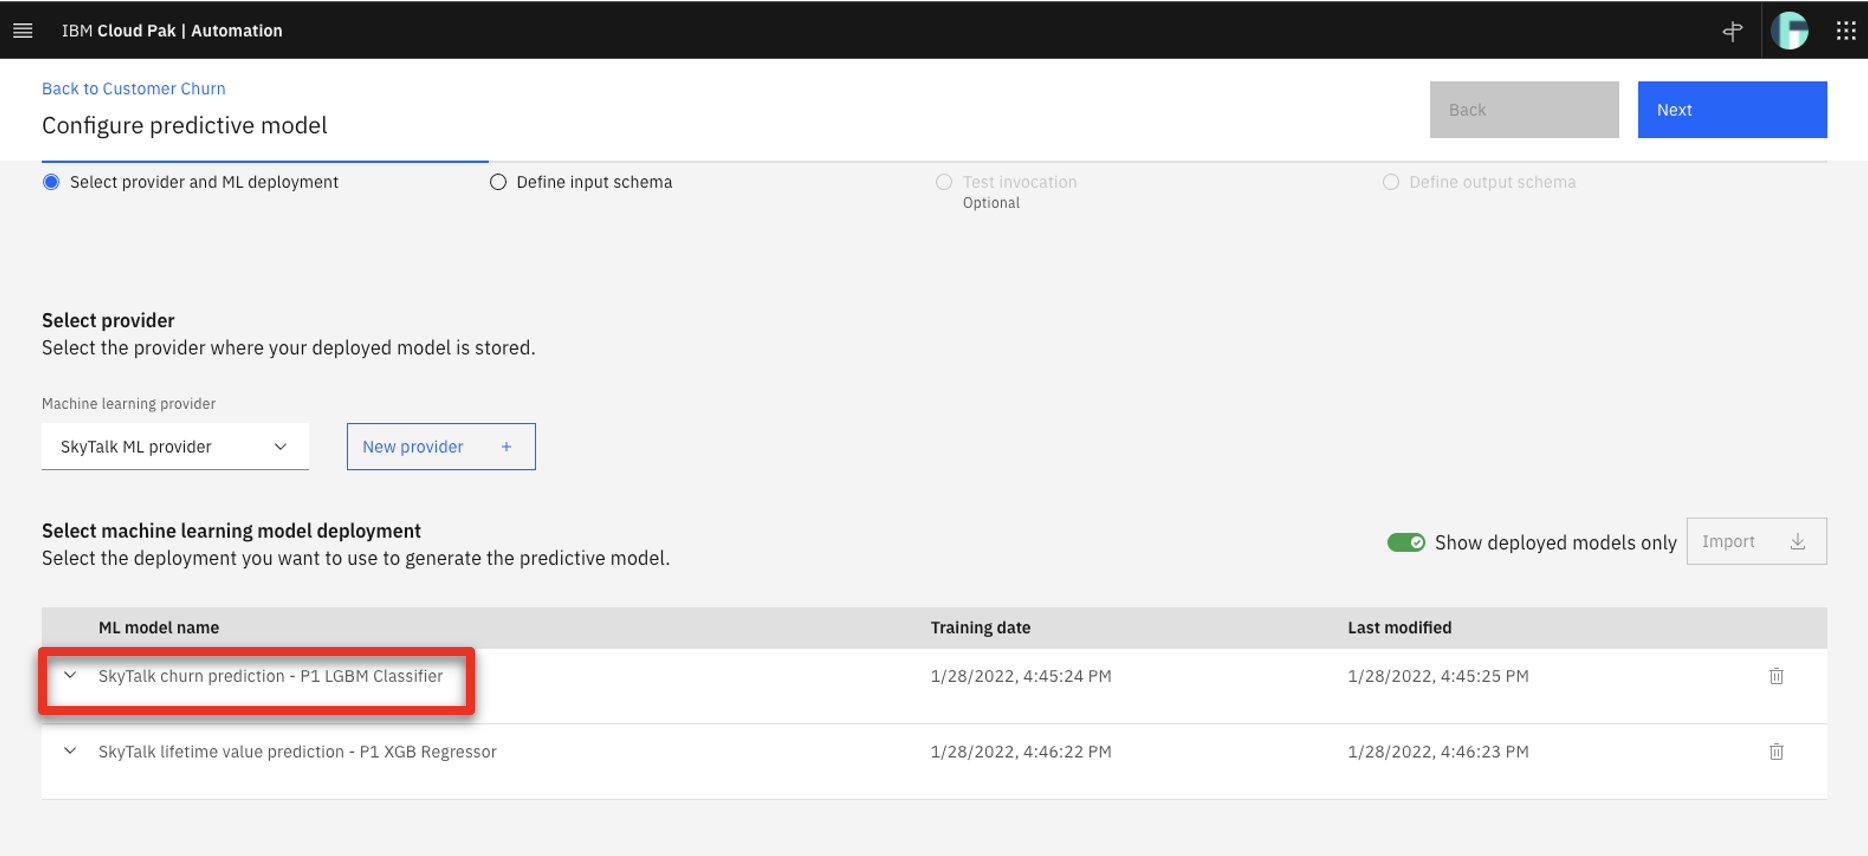 IBM Cloud Pak | Automation
Back to Customer Churn
Configure predictive model
Back
Next
Select provider and ML deployment
Define input schema
Test invocation
Optional
Define output schema
Select provider
Select the provider where your deployed model is stored.
Machine learning provider
SkyTalk ML provider
New provider +
Select machine learning model deployment
Select the deployment you want to use to generate the predictive model.
Show deployed models only
Import
ML model name Training date Last modified
SkyTalk churn prediction - P1 LGBM Classifier 1/28/2022, 4:45:24 PM 1/28/2022, 4:45:25 PM
SkyTalk lifetime value prediction - P1 XGB Regressor 1/28/2022, 4:46:22 PM 1/28/2022, 4:46:23 PM